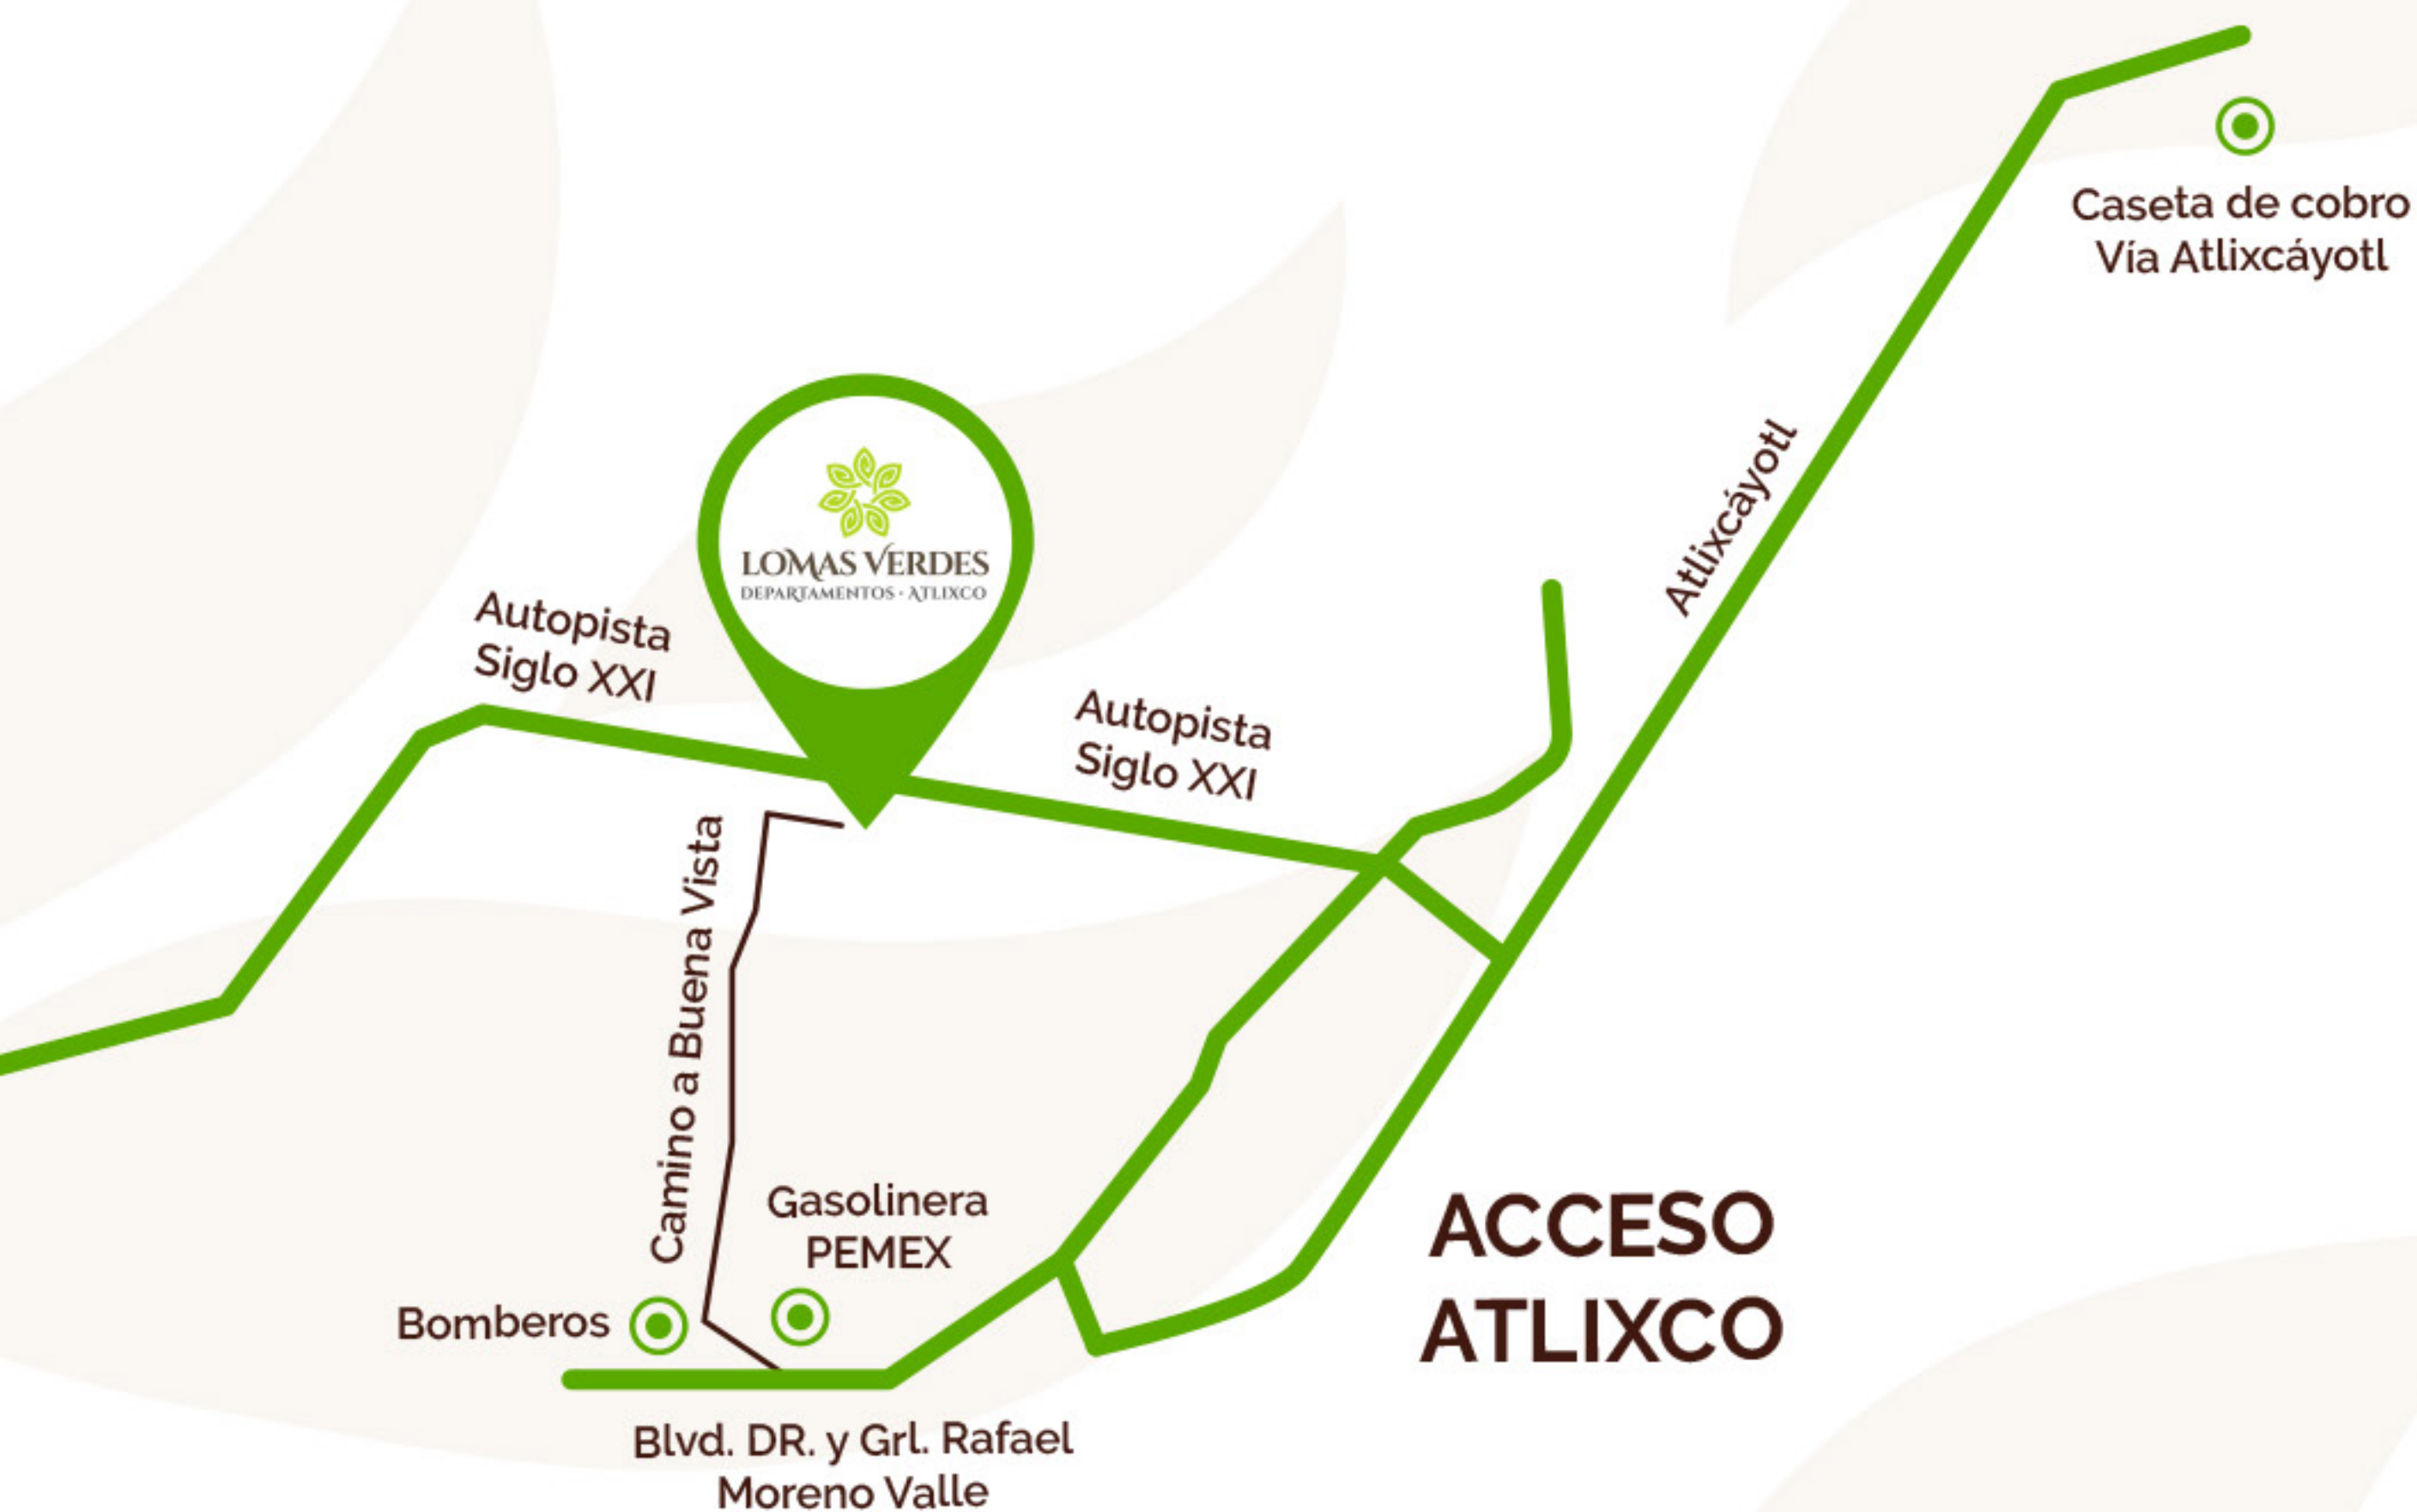 Caseta de cobro
Vía Atlixcáyotl
Atlixcáyotl
LOMAS VERDES
DEPARTAMENTOS · ATLIXCO
Autopista
Siglo XXI
Autopista
Siglo XXI
Camino a Buena Vista
Gasolinera
PEMEX
Bomberos
ACCESO
ATLIXCO
Blvd. DR. y Grl. Rafael
Moreno Valle